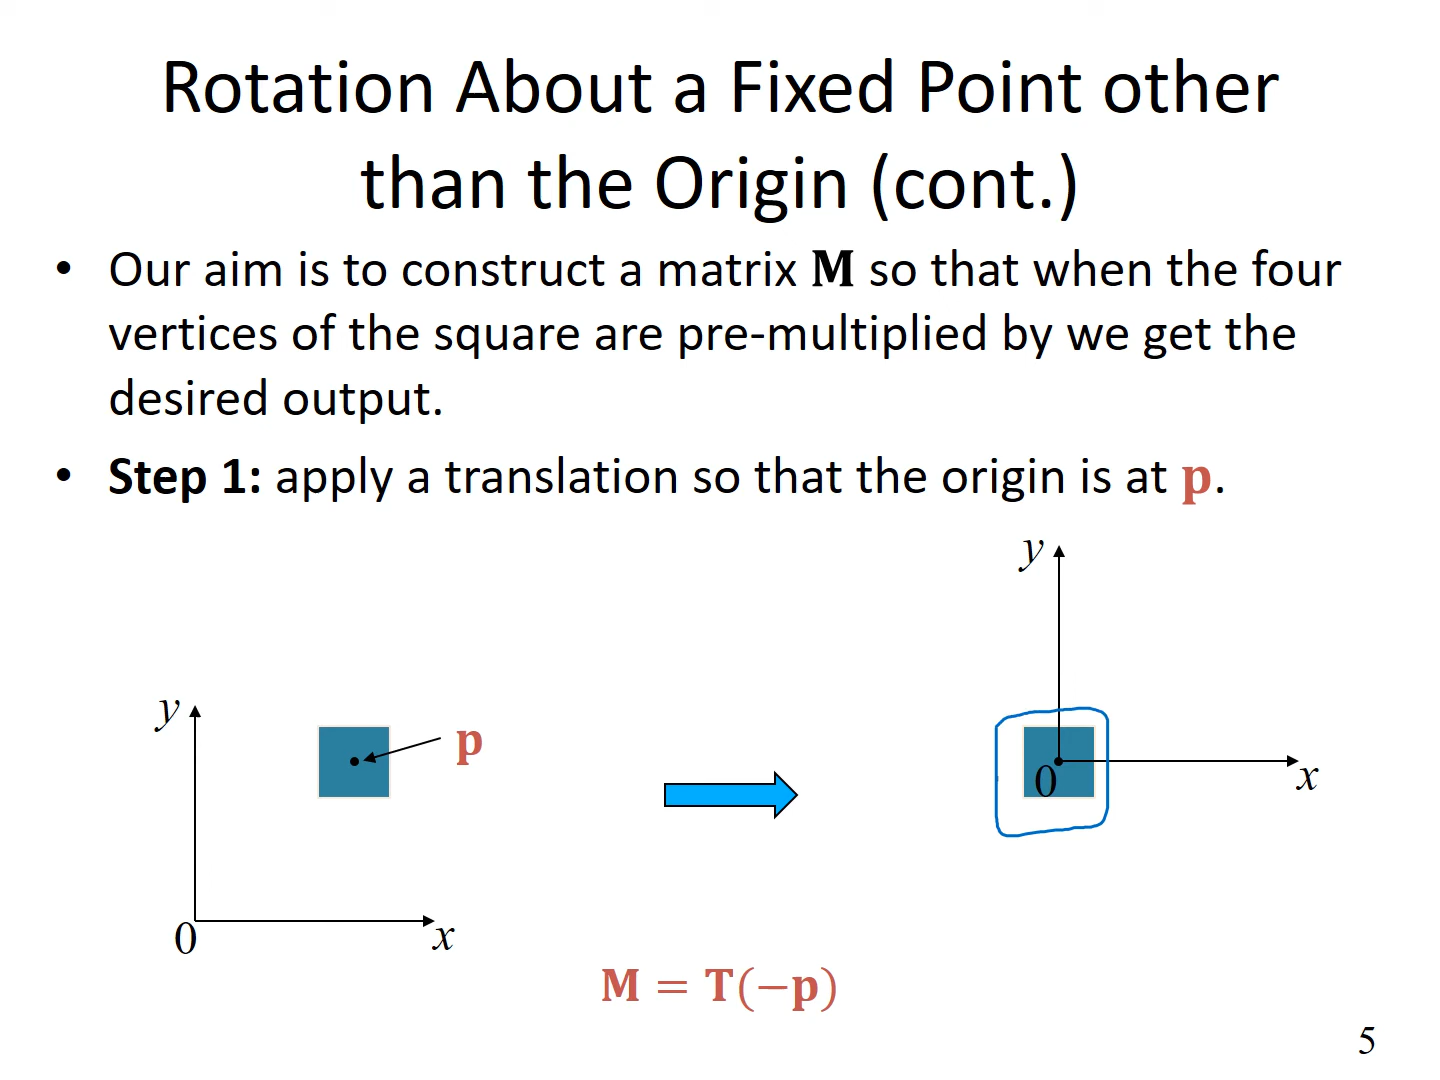 Rotation About a Fixed Point other
than the Origin (cont.)
• Our aim is to construct a matrix M so that when the four
vertices of the square are pre-multiplied by we get the
desired output.
• Step 1: apply a translation so that the origin is at p.
y
y
p
0
x
0
x
M = T(−p)
5